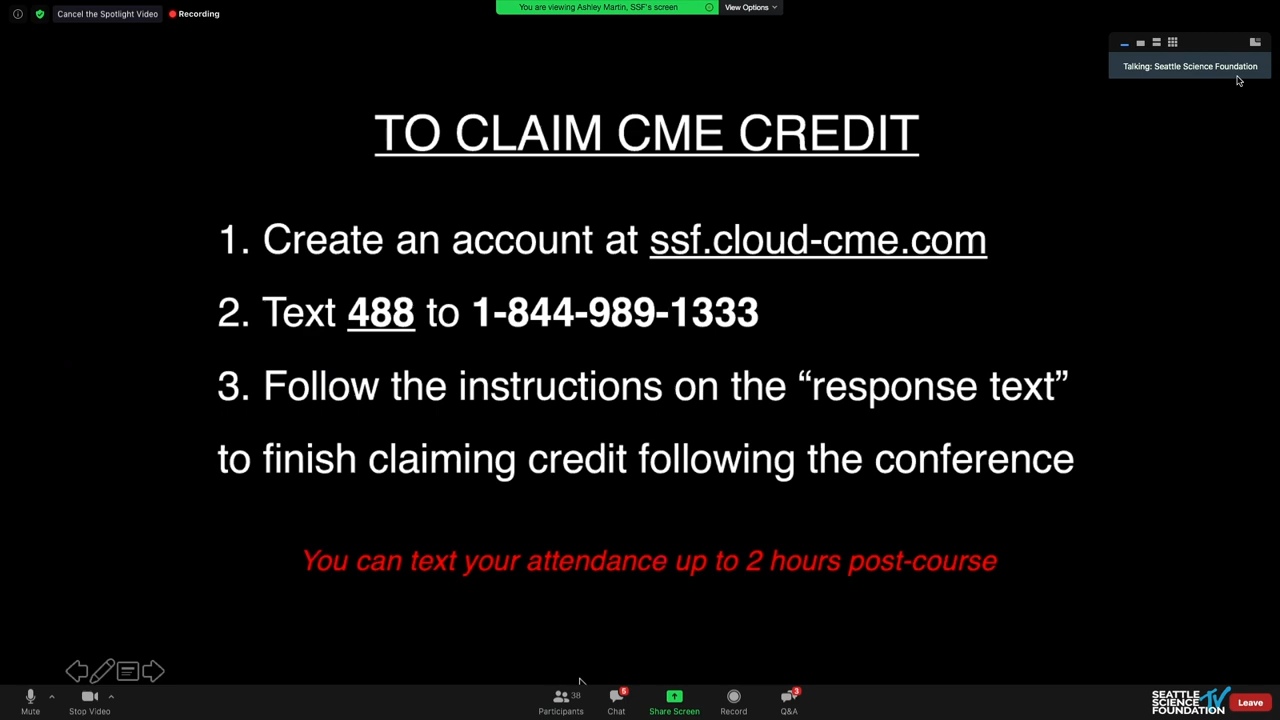 Cancel the Spotlight Video
Recording
You are viewing Ashley Martin, SSF's screen
View Options
Talking: Seattle Science Foundation
TO CLAIM CME CREDIT
1. Create an account at ssf.cloud-cme.com
2. Text 488 to 1-844-989-1333
3. Follow the instructions on the “response text”
to finish claiming credit following the conference
You can text your attendance up to 2 hours post-course
Mute
Stop Video
38
Participants
5
Chat
Share Screen
Record
3
Q&A
SEATTLE
SCIENCE TV
FOUNDATION
Leave